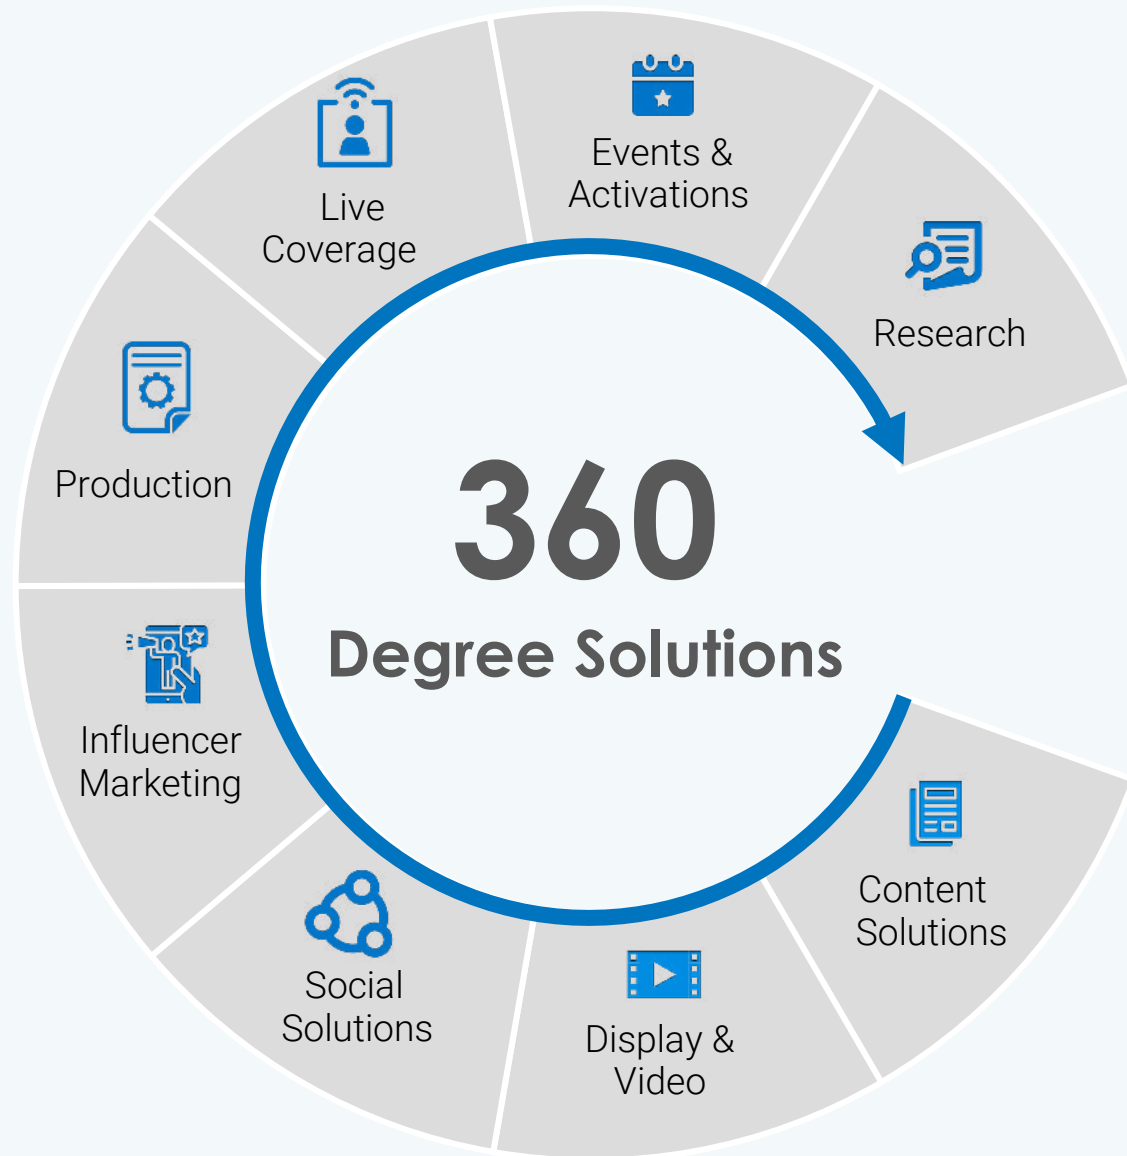 Events &
Activations
Live
Coverage
Research
Production
360
Degree Solutions
Influencer
Marketing
Content
Solutions
Social
Solutions
Display &
Video